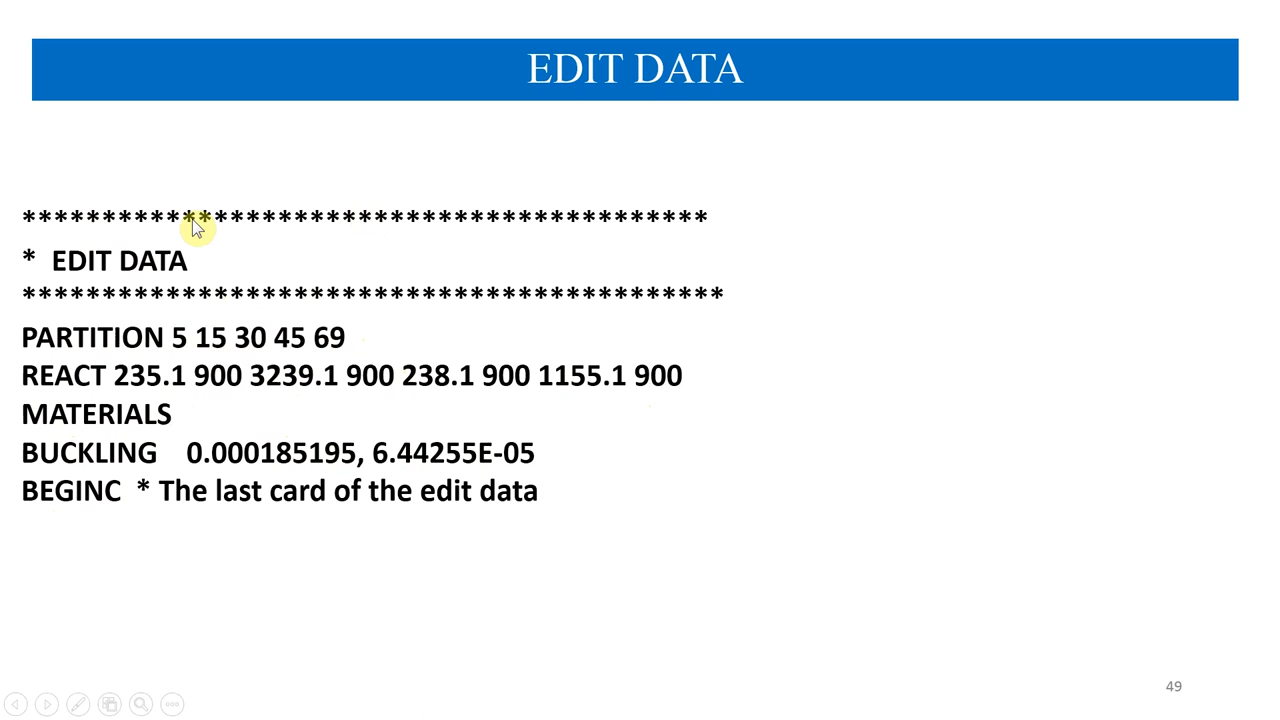 EDIT DATA
*******************************************
* EDIT DATA
********************************************
PARTITION 5 15 30 45 69
REACT 235.1 900 3239.1 900 238.1 900 1155.1 900
MATERIALS
BUCKLING 0.000185195, 6.44255E-05
BEGINC * The last card of the edit data
49